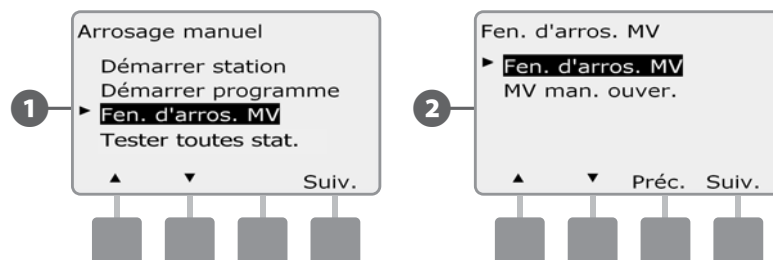 Arrosage manuel
Démarrer station
Démarrer programme
1
► Fen. d'arros. MV
Tester toutes stat.
▲ ▼ Suiv.
Fen. d'arros. MV
► Fen. d'arros. MV
2
MV man. ouver.
▲ ▼ Préc. Suiv.